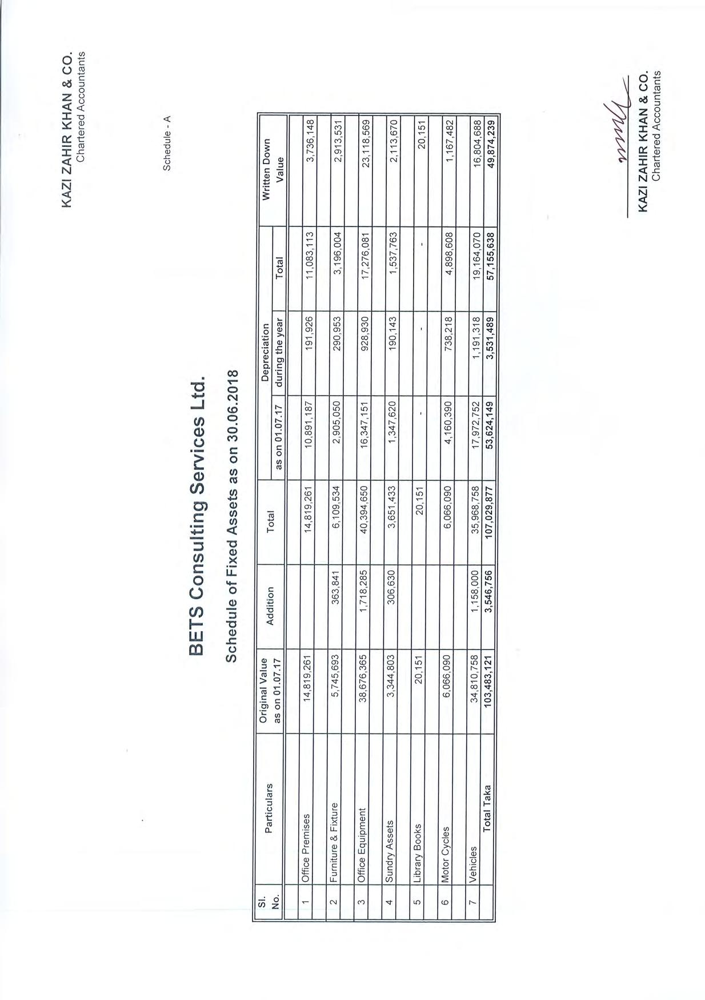 KAZI ZAHIR KHAN & CO.
Chartered Accountants
Schedule - A
BETS Consulting Services Ltd.
Schedule of Fixed Assets as on 30.06.2018
Sl. No. Particulars Original Value as on 01.07.17 Addition Total Depreciation as on 01.07.17 during the year Total Written Down Value
1 Office Premises 14,819,261 14,819,261 10,891,187 191,926 11,083,113 3,736,148
2 Furniture & Fixture 5,745,693 363,841 6,109,534 2,905,050 290,953 3,196,004 2,913,531
3 Office Equipment 38,676,365 1,718,285 40,394,650 16,347,151 928,930 17,276,081 23,118,569
4 Sundry Assets 3,344,803 306,630 3,651,433 1,347,620 190,143 1,537,763 2,113,670
5 Library Books 20,151 20,151 - - - 20,151
6 Motor Cycles 6,066,090 6,066,090 4,160,390 738,218 4,898,608 1,167,482
7 Vehicles 34,810,758 1,158,000 35,968,758 17,972,752 1,191,318 19,164,070 16,804,688
Total Taka 103,483,121 3,546,756 107,029,877 53,624,149 3,531,489 57,155,638 49,874,239
KAZI ZAHIR KHAN & CO.
Chartered Accountants